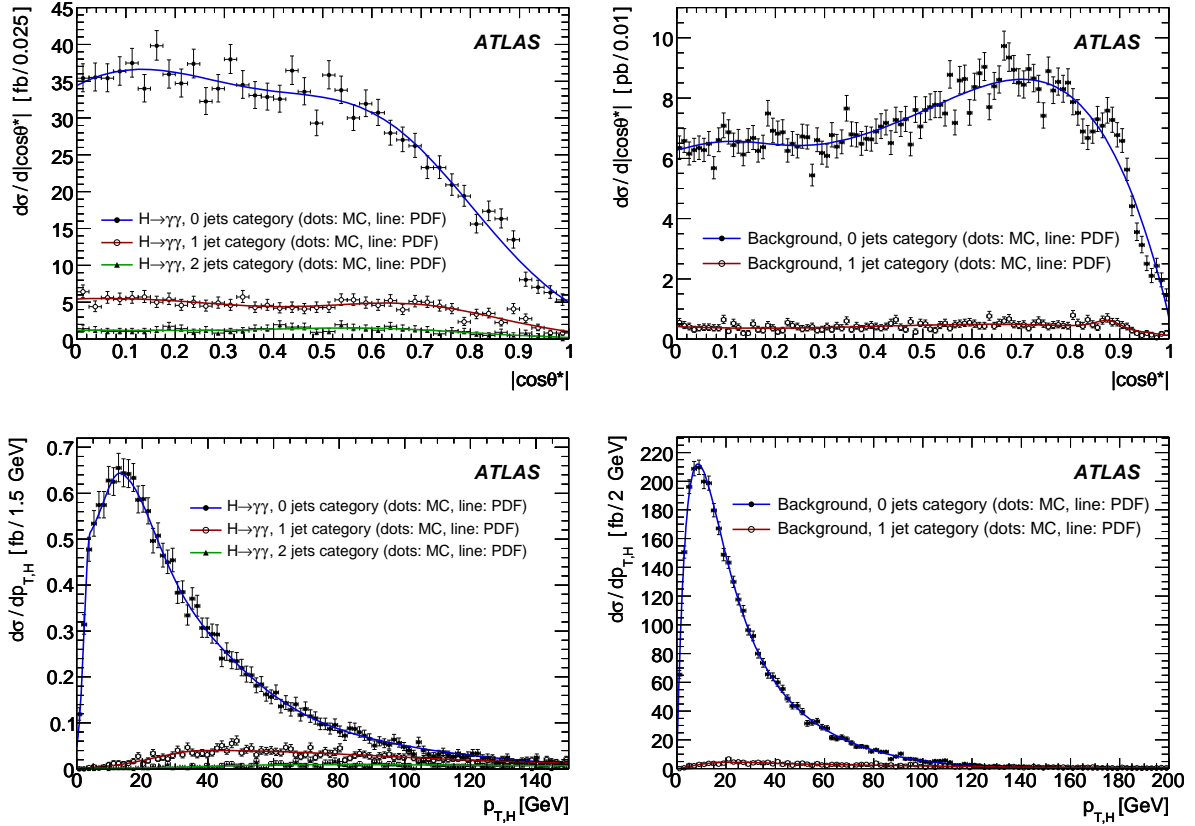 dσ / d|cosθ*| [fb/0.025]
45
40
35
30
25
20
15
10
5
0
ATLAS
H→γγ, 0 jets category (dots: MC, line: PDF)
H→γγ, 1 jet category (dots: MC, line: PDF)
H→γγ, 2 jets category (dots: MC, line: PDF)
0 0.1 0.2 0.3 0.4 0.5 0.6 0.7 0.8 0.9 1
|cosθ*|
dσ / d|cosθ*| [pb/0.01]
10
8
6
4
2
0
ATLAS
Background, 0 jets category (dots: MC, line: PDF)
Background, 1 jet category (dots: MC, line: PDF)
0 0.1 0.2 0.3 0.4 0.5 0.6 0.7 0.8 0.9 1
|cosθ*|
dσ / dp_T,H [fb/1.5 GeV]
0.7
0.6
0.5
0.4
0.3
0.2
0.1
0
ATLAS
H→γγ, 0 jets category (dots: MC, line: PDF)
H→γγ, 1 jet category (dots: MC, line: PDF)
H→γγ, 2 jets category (dots: MC, line: PDF)
0 20 40 60 80 100 120 140
p_T,H [GeV]
dσ / dp_T,H [fb/2 GeV]
220
200
180
160
140
120
100
80
60
40
20
0
ATLAS
Background, 0 jets category (dots: MC, line: PDF)
Background, 1 jet category (dots: MC, line: PDF)
0 20 40 60 80 100 120 140 160 180 200
p_T,H [GeV]